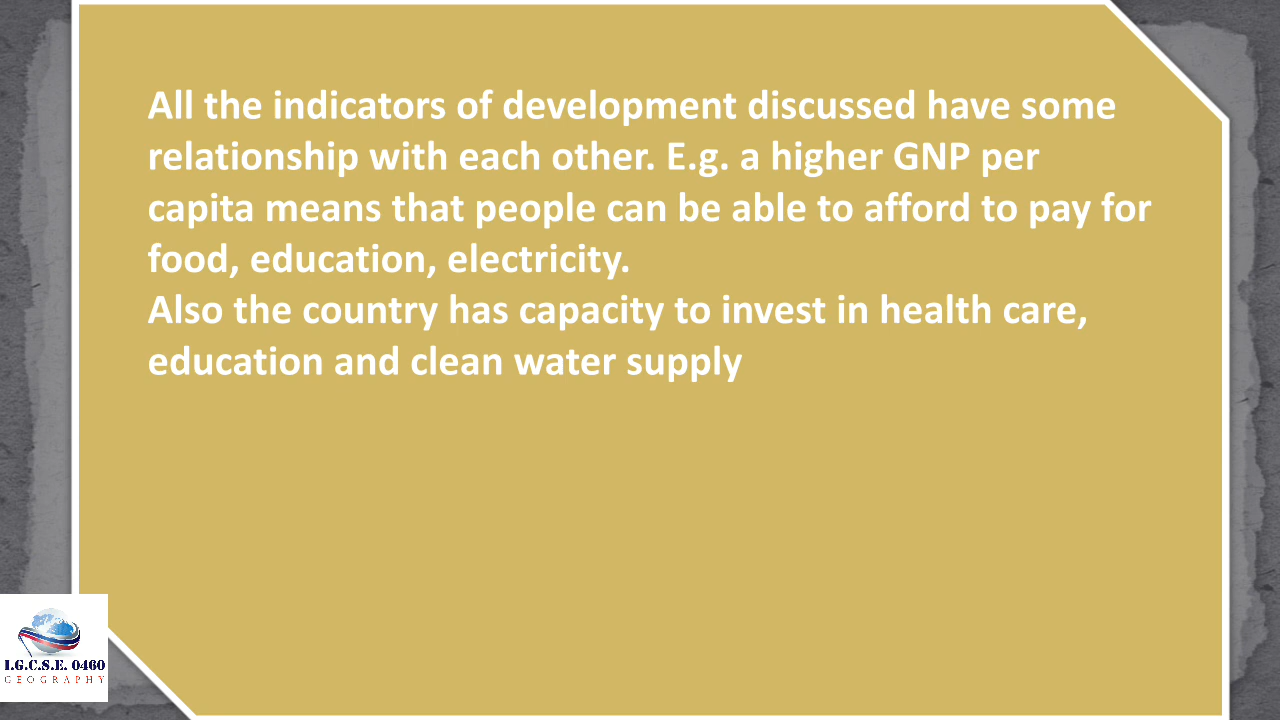 All the indicators of development discussed have some
relationship with each other. E.g. a higher GNP per
capita means that people can be able to afford to pay for
food, education, electricity.
Also the country has capacity to invest in health care,
education and clean water supply
I.G.C.S.E. 0460
GEOGRAPHY